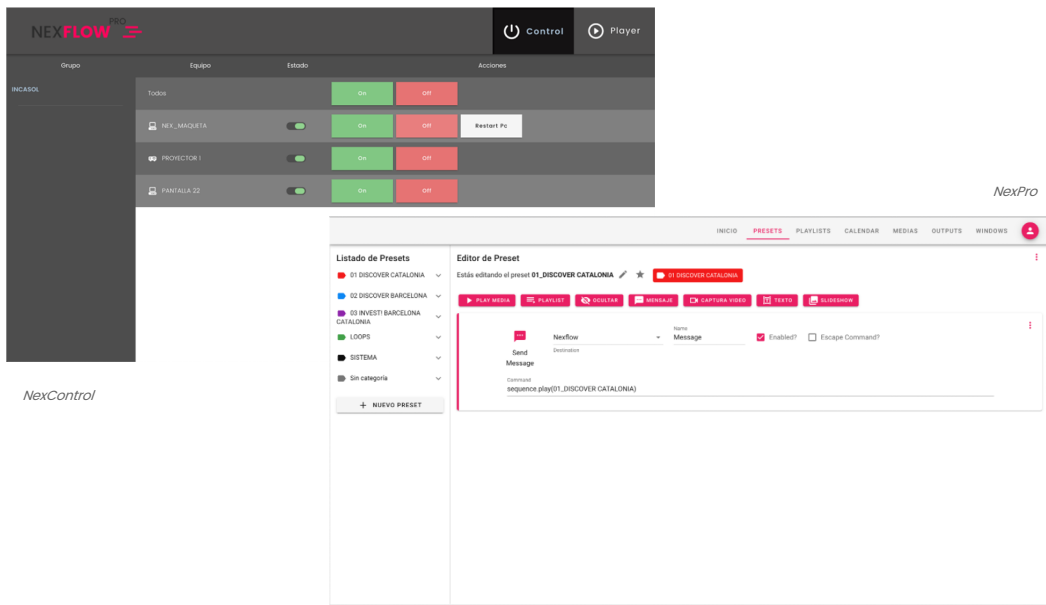 NEXFLOW PRO
Control
Player
Grupo
Equipo
Estado
Acciones
INCASOL
Todos
On
Off
NEX_MAQUETA
On
Off
Restart Pc
PROYECTOR 1
On
Off
PANTALLA 22
On
Off
NexPro
NexControl
INICIO
PRESETS
PLAYLISTS
CALENDAR
MEDIAS
OUTPUTS
WINDOWS
Listado de Presets
01 DISCOVER CATALONIA
02 DISCOVER BARCELONA
03 INVEST! BARCELONA
CATALONIA
LOOPS
SISTEMA
Sin categoría
+ NUEVO PRESET
Editor de Preset
Estás editando el preset 01_DISCOVER CATALONIA
01 DISCOVER CATALONIA
PLAY MEDIA
PLAYLIST
OCULTAR
MENSAJE
CAPTURA VIDEO
TEXTO
SLIDESHOW
Send
Message
Nexflow
Destination
Name
Message
Enabled?
Escape Command?
Command
sequence.play(01_DISCOVER CATALONIA)